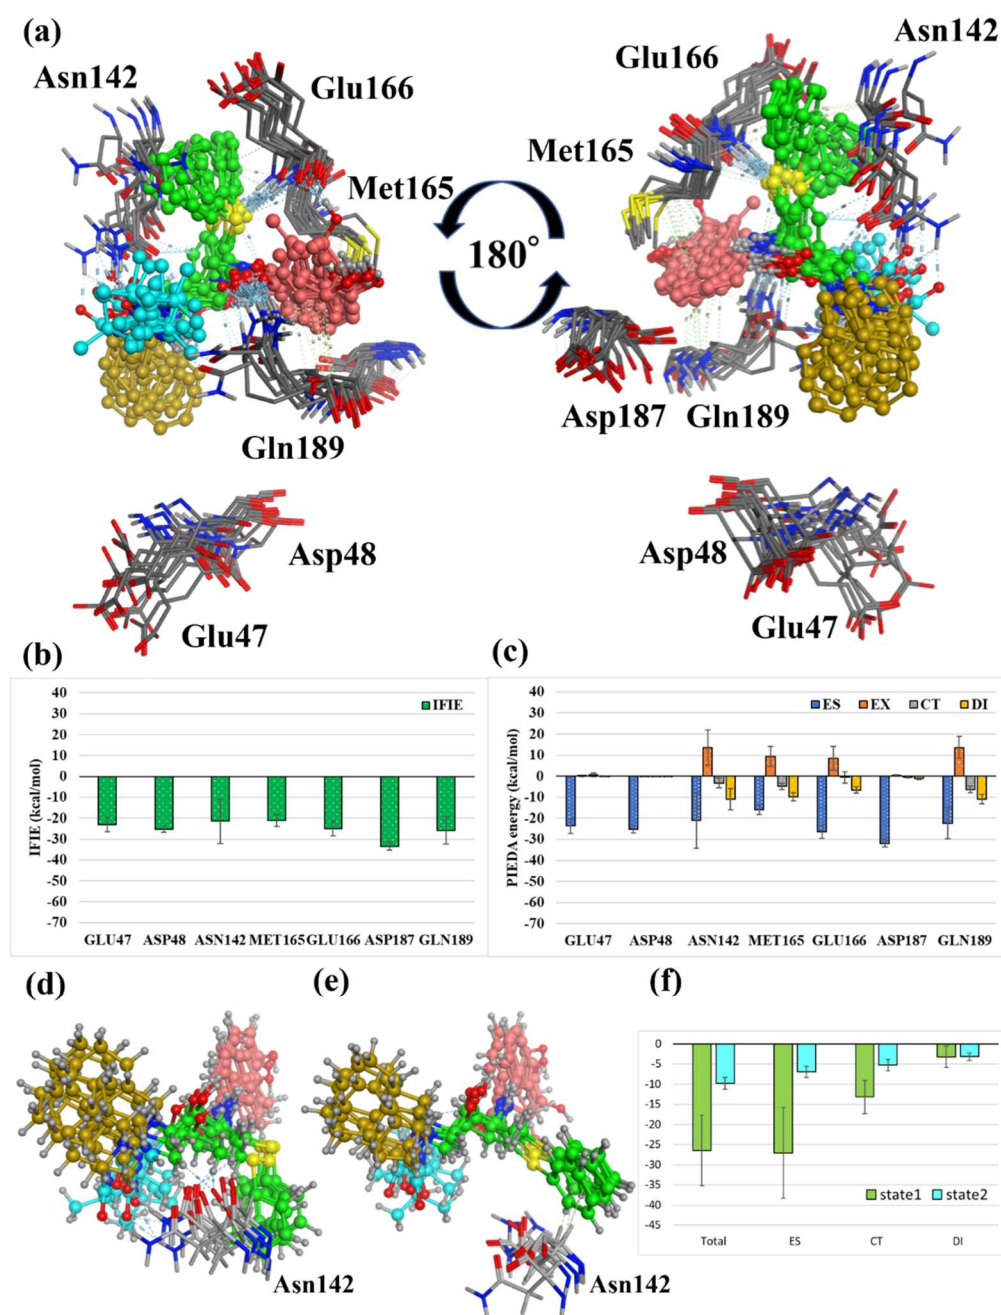 (a)
Asn142
Glu166
Met165
180°
Gln189
Asp48
Glu47
Glu166
Asn142
Met165
Asp187
Gln189
Asp48
Glu47
(b)
IFIE (kcal/mol)
40
30
20
10
0
-10
-20
-30
-40
-50
-60
-70
IFIE
GLU47 ASP48 ASN142 MET165 GLU166 ASP187 GLN189
(c)
PIEDA energy (kcal/mol)
40
30
20
10
0
-10
-20
-30
-40
-50
-60
-70
ES EX CT DI
GLU47 ASP48 ASN142 MET165 GLU166 ASP187 GLN189
(d)
Asn142
(e)
Asn142
(f)
0
-5
-10
-15
-20
-25
-30
-35
-40
-45
state1 state2
Total ES CT DI